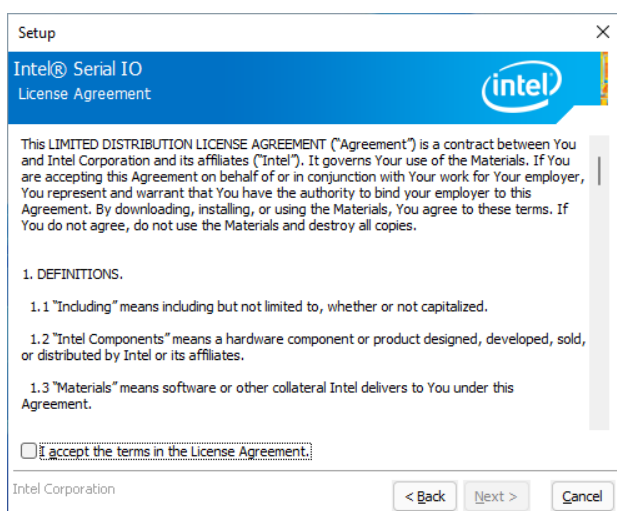 Setup
Intel® Serial IO
License Agreement
intel
This LIMITED DISTRIBUTION LICENSE AGREEMENT ("Agreement") is a contract between You
and Intel Corporation and its affiliates ("Intel"). It governs Your use of the Materials. If You
are accepting this Agreement on behalf of or in conjunction with Your work for Your employer,
You represent and warrant that You have the authority to bind your employer to this
Agreement. By downloading, installing, or using the Materials, You agree to these terms. If
You do not agree, do not use the Materials and destroy all copies.
1. DEFINITIONS.
1.1 "Including" means including but not limited to, whether or not capitalized.
1.2 "Intel Components" means a hardware component or product designed, developed, sold,
or distributed by Intel or its affiliates.
1.3 "Materials" means software or other collateral Intel delivers to You under this
Agreement.
I accept the terms in the License Agreement.
Intel Corporation
< Back
Next >
Cancel